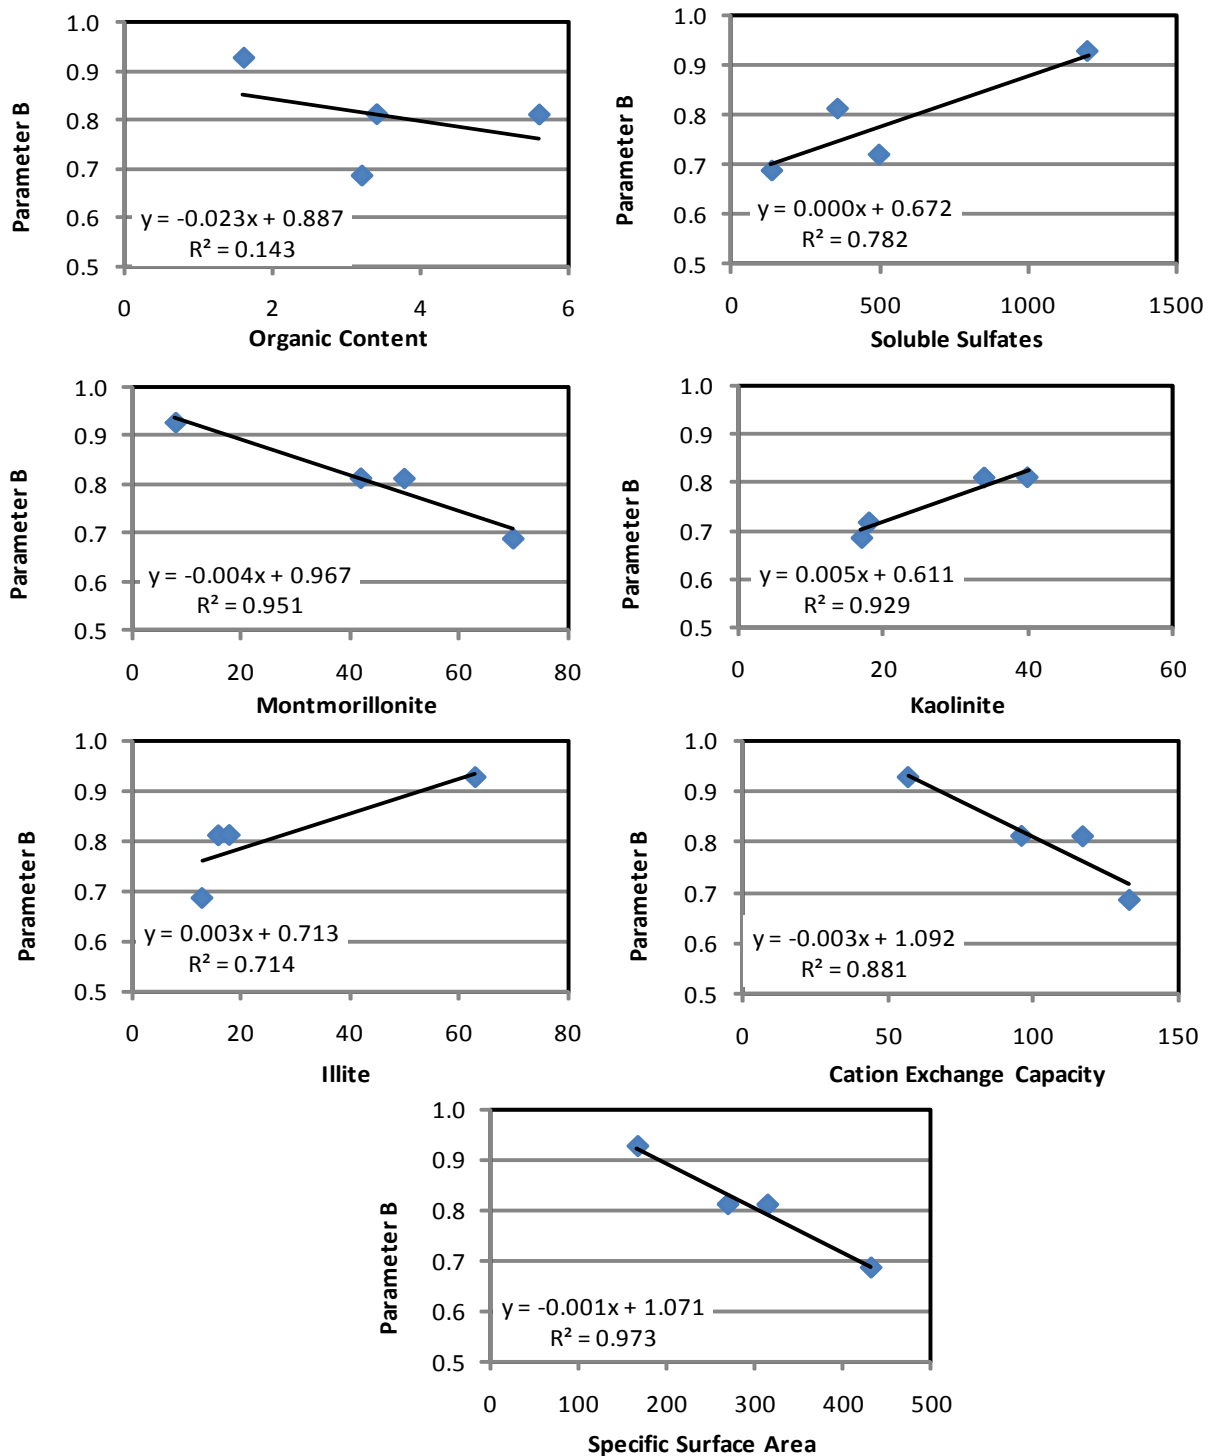 1.0
0.9
0.8
0.7
0.6
0.5
Parameter B
y = -0.023x + 0.887
R² = 0.143
0 2 4 6
Organic Content
1.0
0.9
0.8
0.7
0.6
0.5
Parameter B
y = 0.000x + 0.672
R² = 0.782
0 500 1000 1500
Soluble Sulfates
1.0
0.9
0.8
0.7
0.6
0.5
Parameter B
y = -0.004x + 0.967
R² = 0.951
0 20 40 60 80
Montmorillonite
1.0
0.9
0.8
0.7
0.6
0.5
Parameter B
y = 0.005x + 0.611
R² = 0.929
0 20 40 60
Kaolinite
1.0
0.9
0.8
0.7
0.6
0.5
Parameter B
y = 0.003x + 0.713
R² = 0.714
0 20 40 60 80
Illite
1.0
0.9
0.8
0.7
0.6
0.5
Parameter B
y = -0.003x + 1.092
R² = 0.881
0 50 100 150
Cation Exchange Capacity
1.0
0.9
0.8
0.7
0.6
0.5
Parameter B
y = -0.001x + 1.071
R² = 0.973
0 100 200 300 400 500
Specific Surface Area